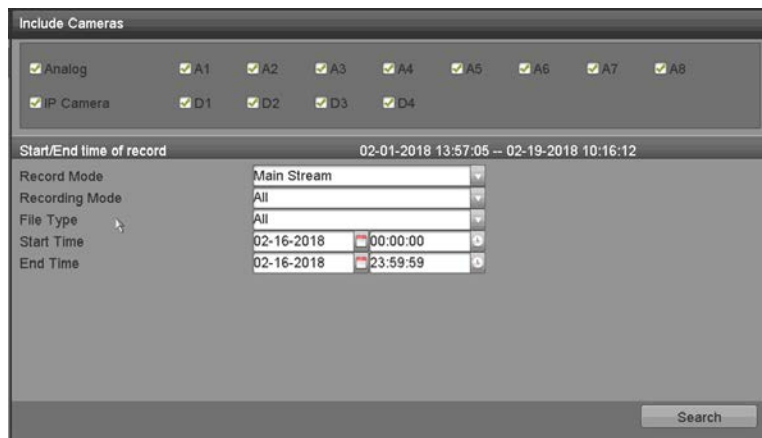 Include Cameras
Analog A1 A2 A3 A4 A5 A6 A7 A8
IP Camera D1 D2 D3 D4
Start/End time of record 02-01-2018 13:57:05 -- 02-19-2018 10:16:12
Record Mode Main Stream
Recording Mode All
File Type All
Start Time 02-16-2018 00:00:00
End Time 02-16-2018 23:59:59
Search